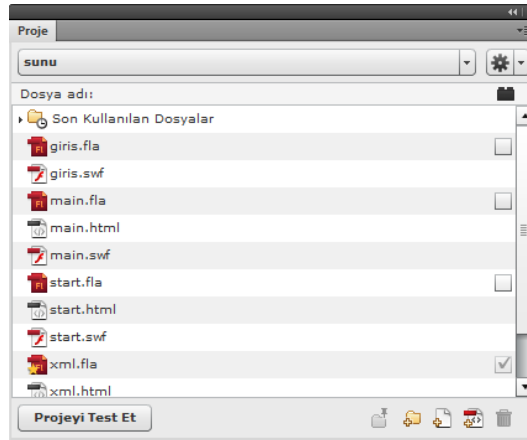 Proje
sunu
Dosya adı:
Son Kullanılan Dosyalar
giris.fla
giris.swf
main.fla
main.html
main.swf
start.fla
start.html
start.swf
xml.fla
xml.html
Projeyi Test Et